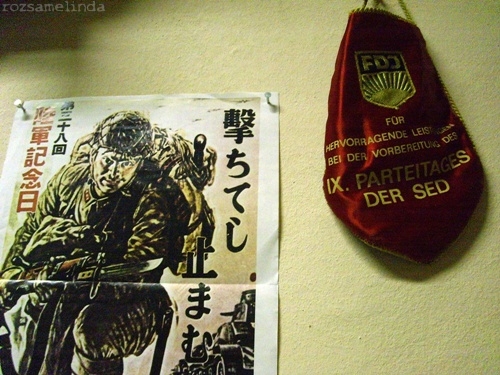 rozsamelinda
第三十八回
陸軍記念日
撃ちてし
止まむ
FDJ
FÜR
HERVORRAGENDE LEISTUNGEN
BEI DER VORBEREITUNG DES
IX. PARTEITAGES
DER SED